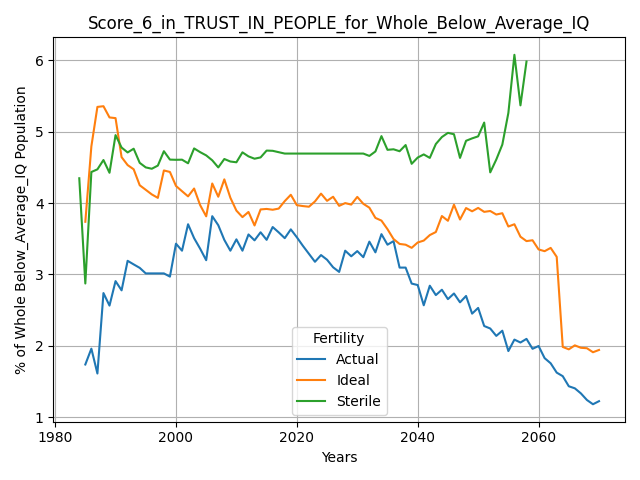 Score_6_in_TRUST_IN_PEOPLE_for_Whole_Below_Average_IQ
% of Whole Below_Average_IQ Population
6
5
4
3
2
1
Fertility
Actual
Ideal
Sterile
1980
2000
2020
2040
2060
Years